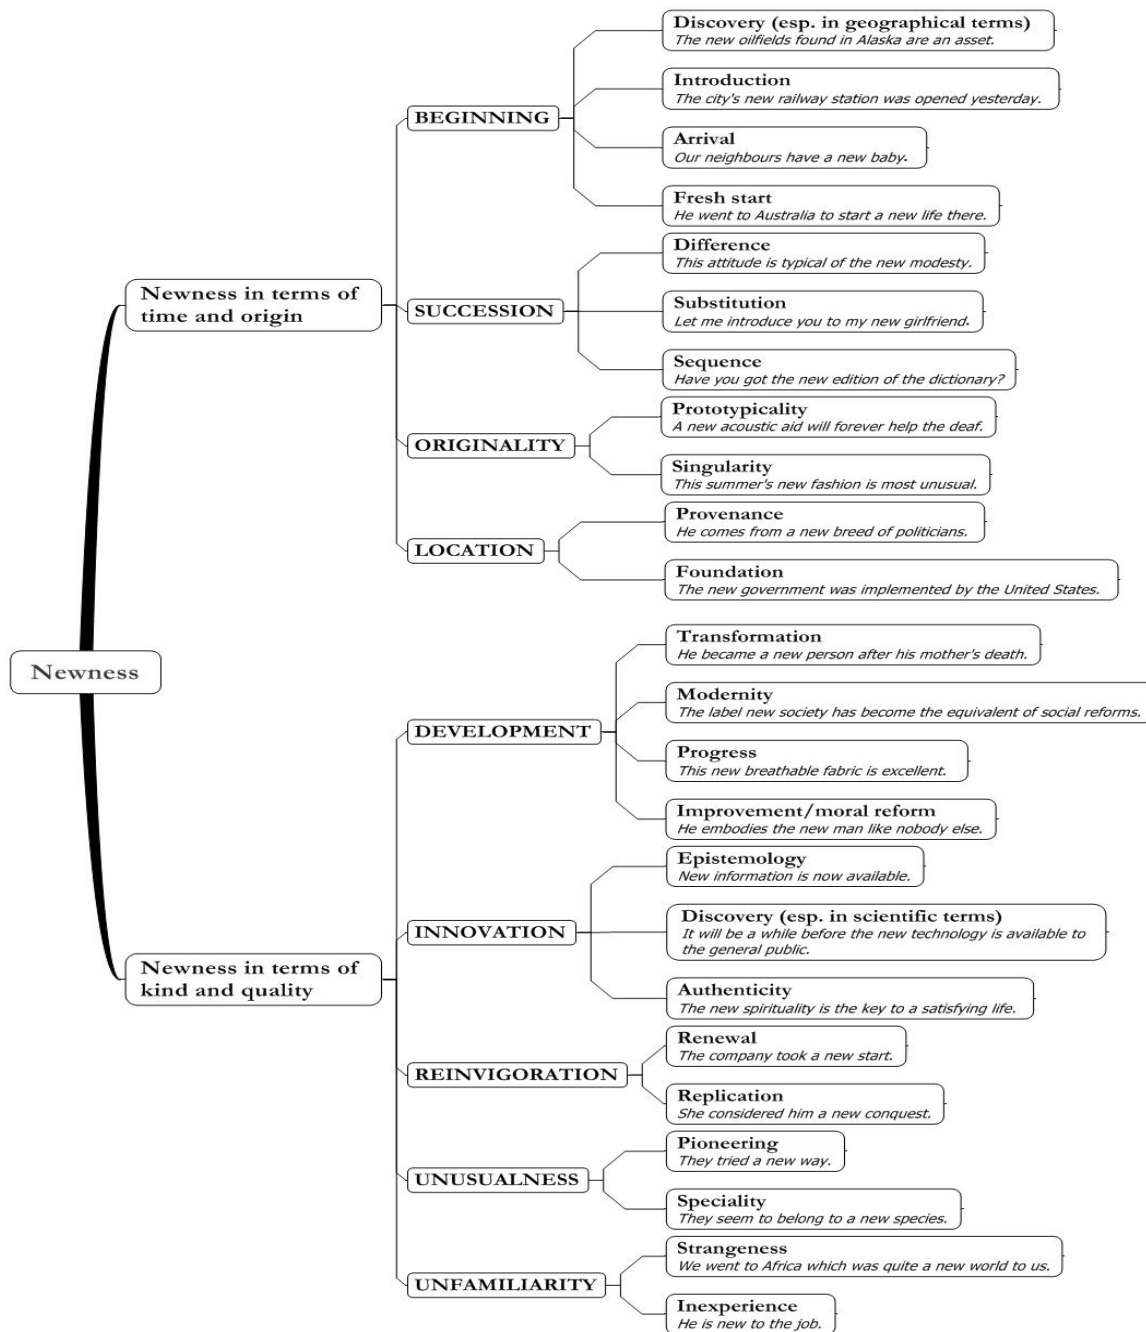 Newness
Newness in terms of
time and origin
BEGINNING
Discovery (esp. in geographical terms)
The new oilfields found in Alaska are an asset.
Introduction
The city's new railway station was opened yesterday.
Arrival
Our neighbours have a new baby.
Fresh start
He went to Australia to start a new life there.
SUCCESSION
Difference
This attitude is typical of the new modesty.
Substitution
Let me introduce you to my new girlfriend.
Sequence
Have you got the new edition of the dictionary?
ORIGINALITY
Prototypicality
A new acoustic aid will forever help the deaf.
Singularity
This summer's new fashion is most unusual.
LOCATION
Provenance
He comes from a new breed of politicians.
Foundation
The new government was implemented by the United States.
Newness in terms of
kind and quality
DEVELOPMENT
Transformation
He became a new person after his mother's death.
Modernity
The label new society has become the equivalent of social reforms.
Progress
This new breathable fabric is excellent.
Improvement/moral reform
He embodies the new man like nobody else.
INNOVATION
Epistemology
New information is now available.
Discovery (esp. in scientific terms)
It will be a while before the new technology is available to
the general public.
Authenticity
The new spirituality is the key to a satisfying life.
REINVIGORATION
Renewal
The company took a new start.
Replication
She considered him a new conquest.
UNUSUALNESS
Pioneering
They tried a new way.
Speciality
They seem to belong to a new species.
UNFAMILIARITY
Strangeness
We went to Africa which was quite a new world to us.
Inexperience
He is new to the job.